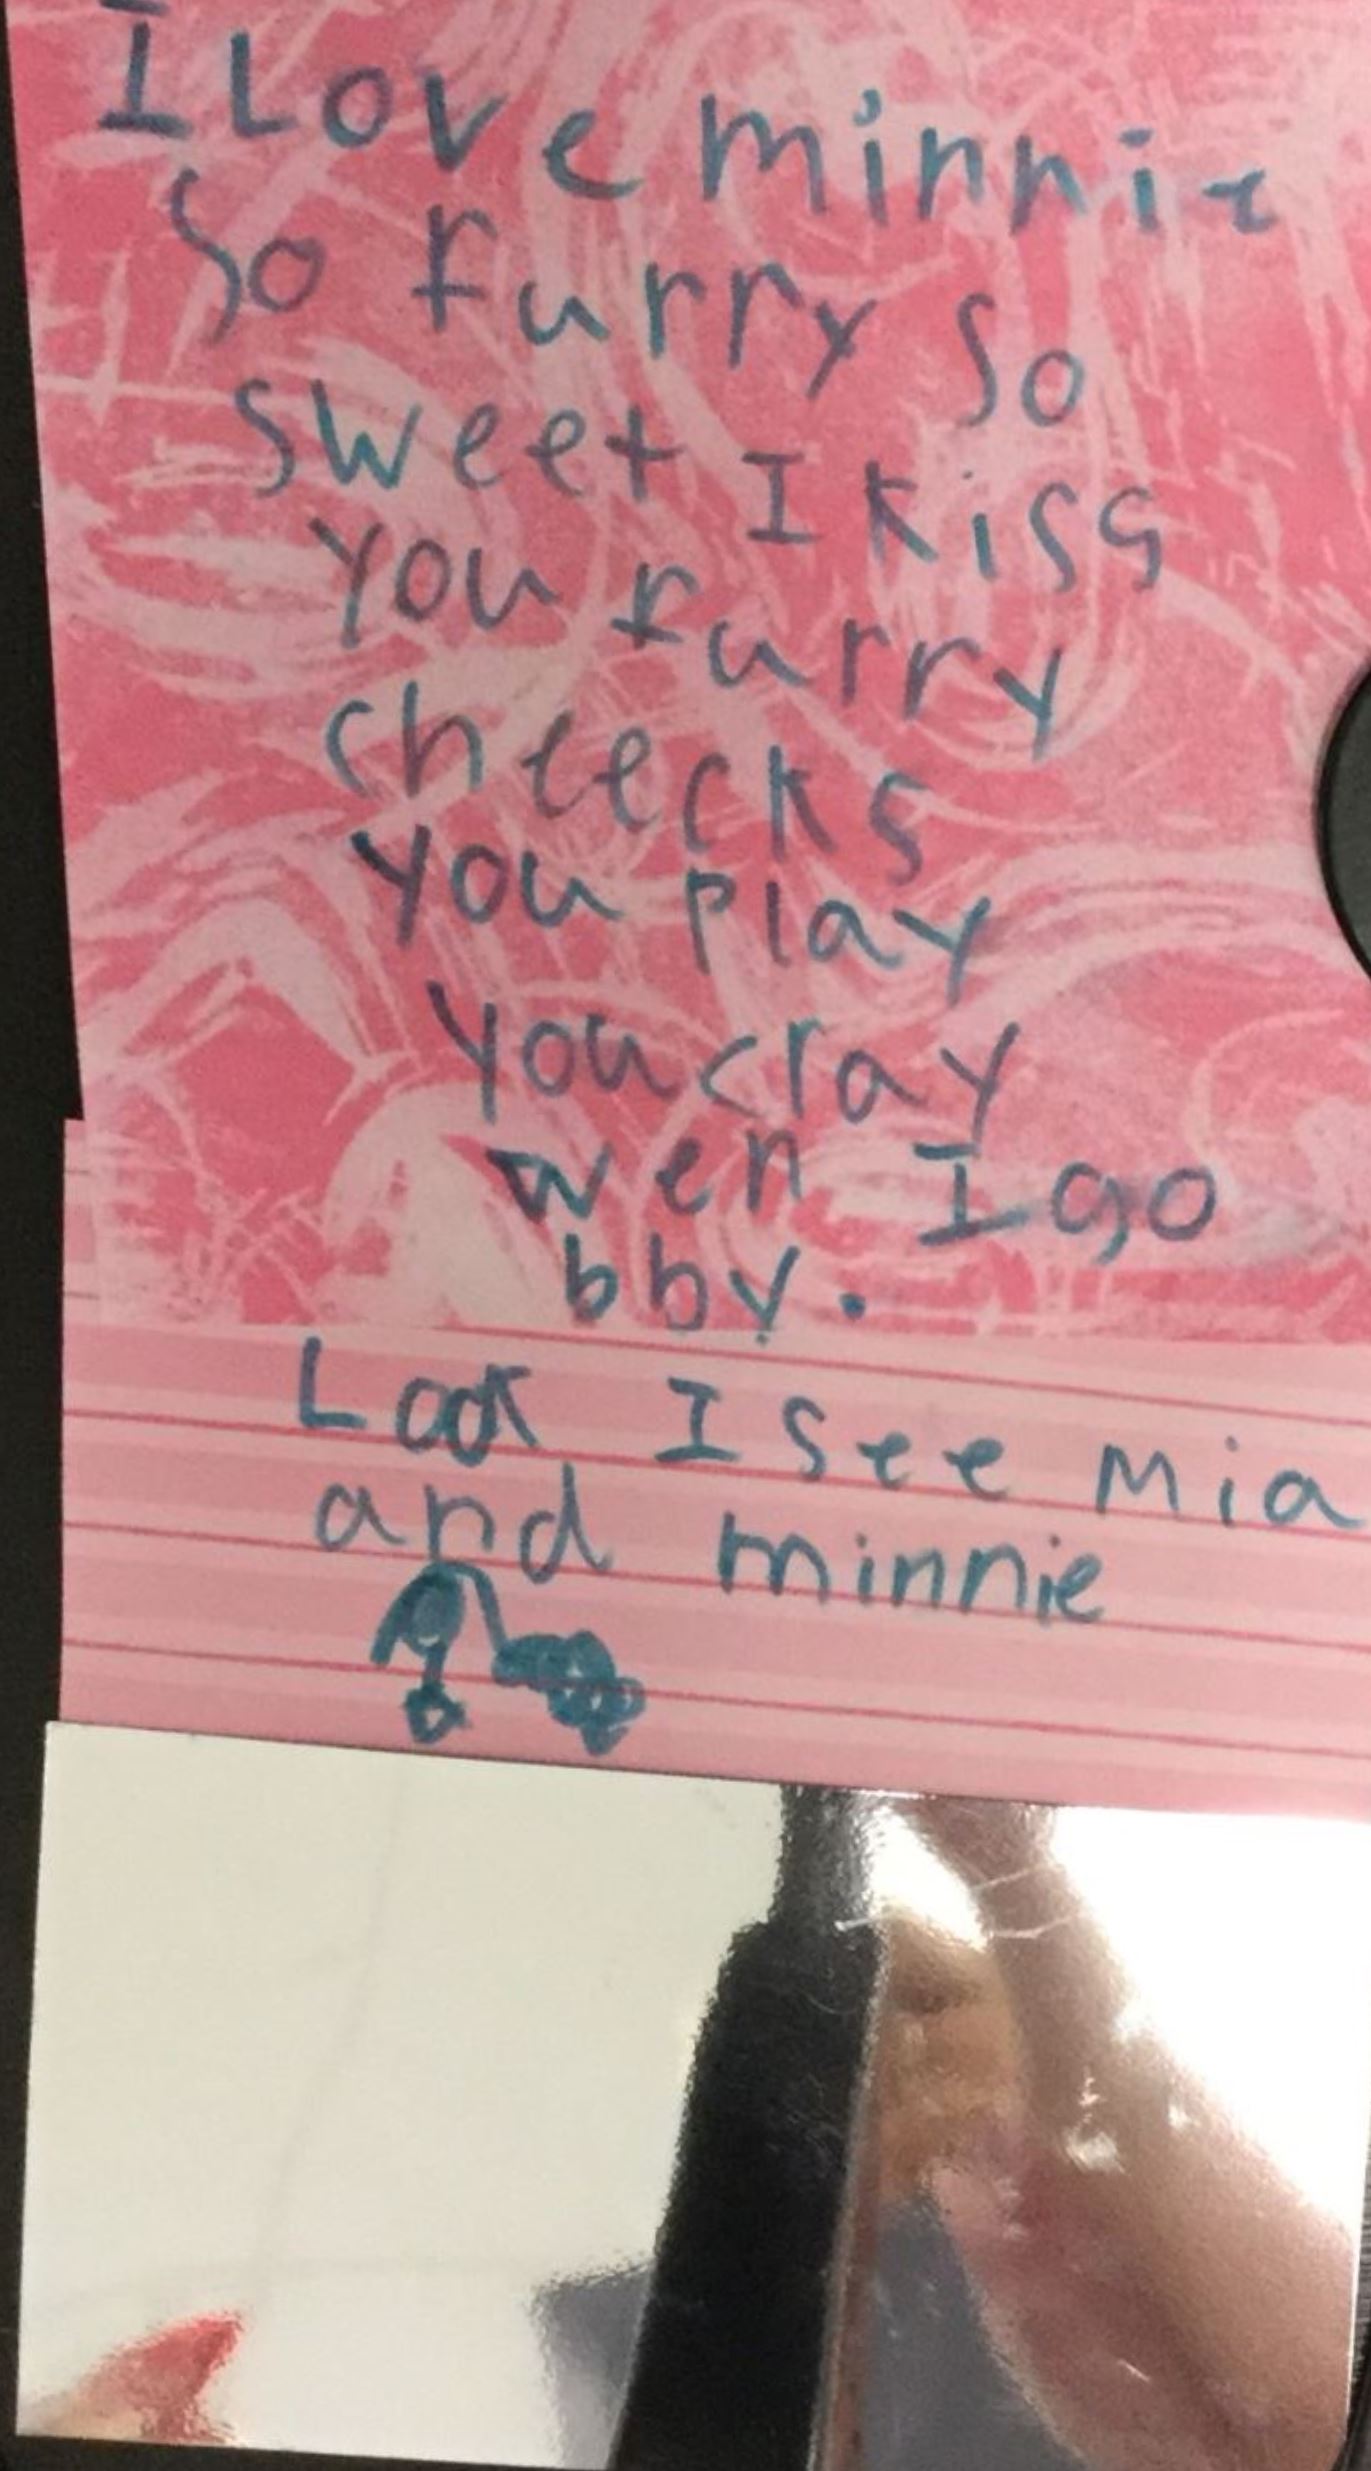 I Love minnie
So furry So
sweet I kiss
you furry
cheecks
you play
you cray
wen I go
bby.
Look I see mia
and minnie